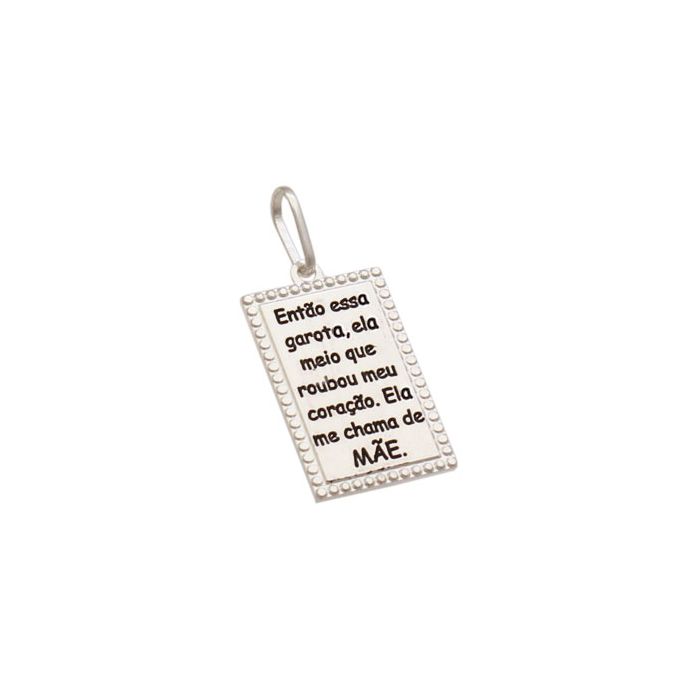 Então essa
garota, ela
meio que
roubou meu
coração. Ela
me chama de
MÃE.